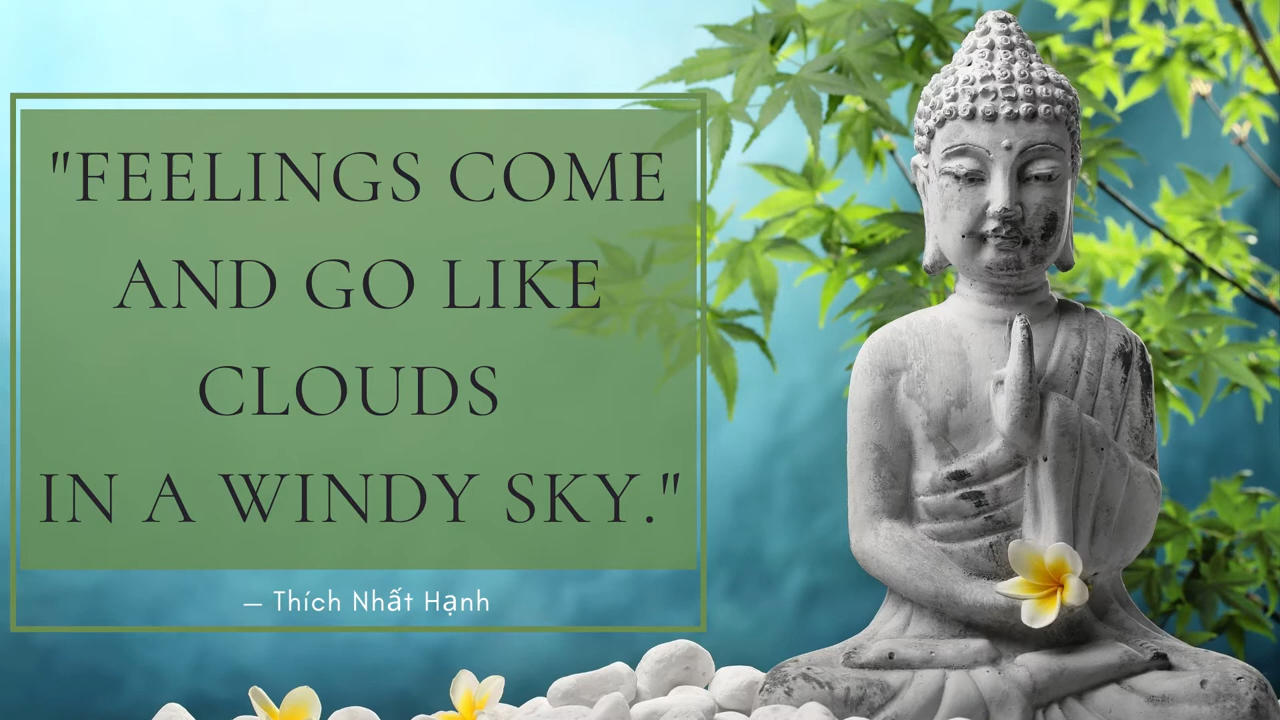 "FEELINGS COME
AND GO LIKE
CLOUDS
IN A WINDY SKY."
— Thích Nhất Hạnh